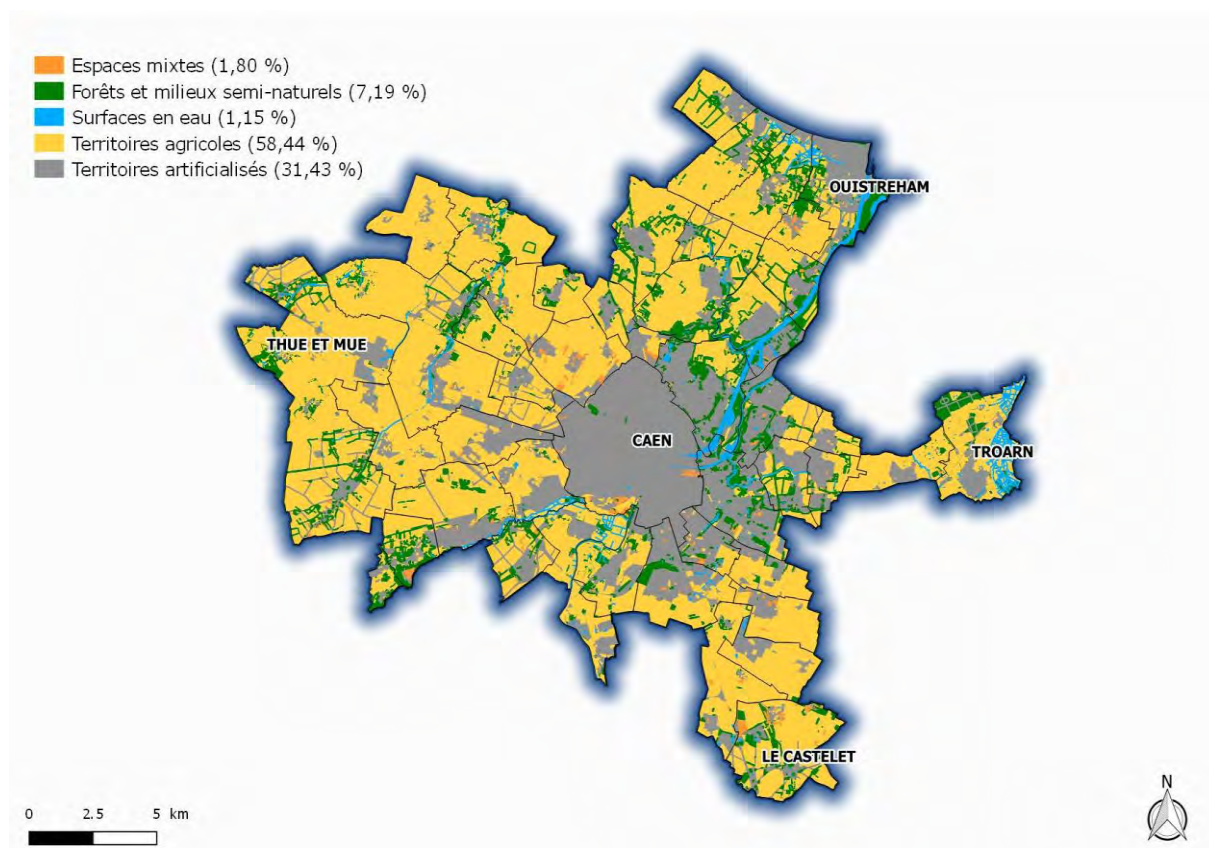 Espaces mixtes (1,80 %)
Forêts et milieux semi-naturels (7,19 %)
Surfaces en eau (1,15 %)
Territoires agricoles (58,44 %)
Territoires artificialisés (31,43 %)
OUISTREHAM
THUE ET MUE
CAEN
TROARN
LE CASTELET
0 2.5 5 km
N